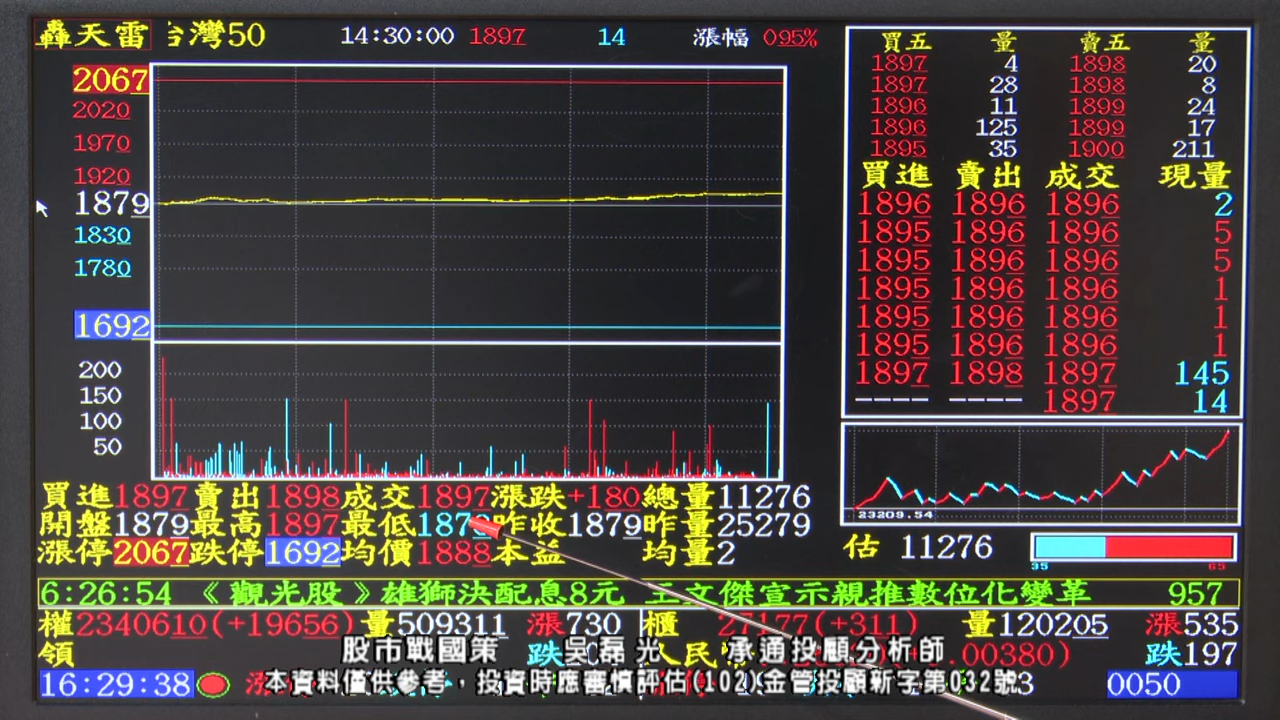 轟天雷 台灣50 14:30:00 1897 14 漲幅 0.95%
2067
2020
1970
1920
1879
1830
1780
1692
200
150
100
50
買五 量 賣五 量
1897 4 1898 20
1897 28 1898 8
1896 11 1899 24
1896 125 1899 17
1895 35 1900 211
買進 賣出 成交 現量
1896 1896 1896 2
1895 1896 1896 5
1895 1896 1896 5
1895 1896 1896 1
1895 1896 1896 1
1895 1896 1896 1
1897 1898 1897 145
---- ---- 1897 14
23209.54
買進1897賣出1898成交1897漲跌+180總量11276
開盤1879最高1897最低187 昨收1879昨量25279
漲停2067跌停1692均價1888本益 均量2
估 11276
35 65
6:26:54 《觀光股》雄獅決配息8元 王文傑宣示親推數位化變革 957
權2340610(+19656)量509311 漲730 櫃 27177(+311) 量120205 漲535
領 跌 人民幣 +0.00380) 跌197
股市戰國策 吳磊光 承通投顧分析師
16:29:38 0050
本資料僅供參考，投資時應審慎評估(102)金管投顧新字第032號